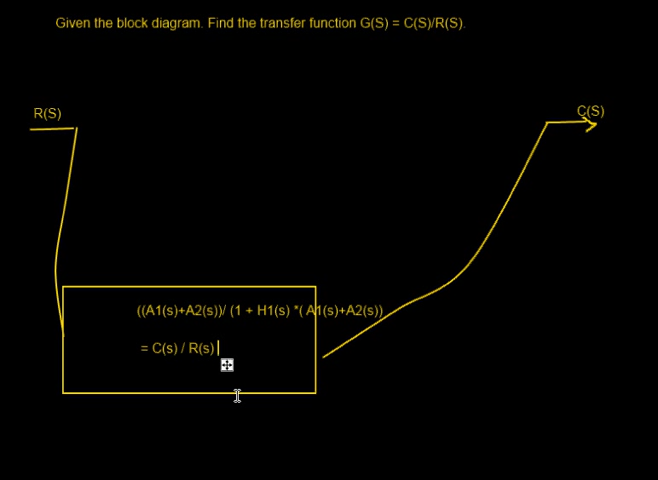 Given the block diagram. Find the transfer function G(S) = C(S)/R(S).
R(S)
C(S)
((A1(s)+A2(s))/ (1 + H1(s) *( A1(s)+A2(s))
= C(s) / R(s)